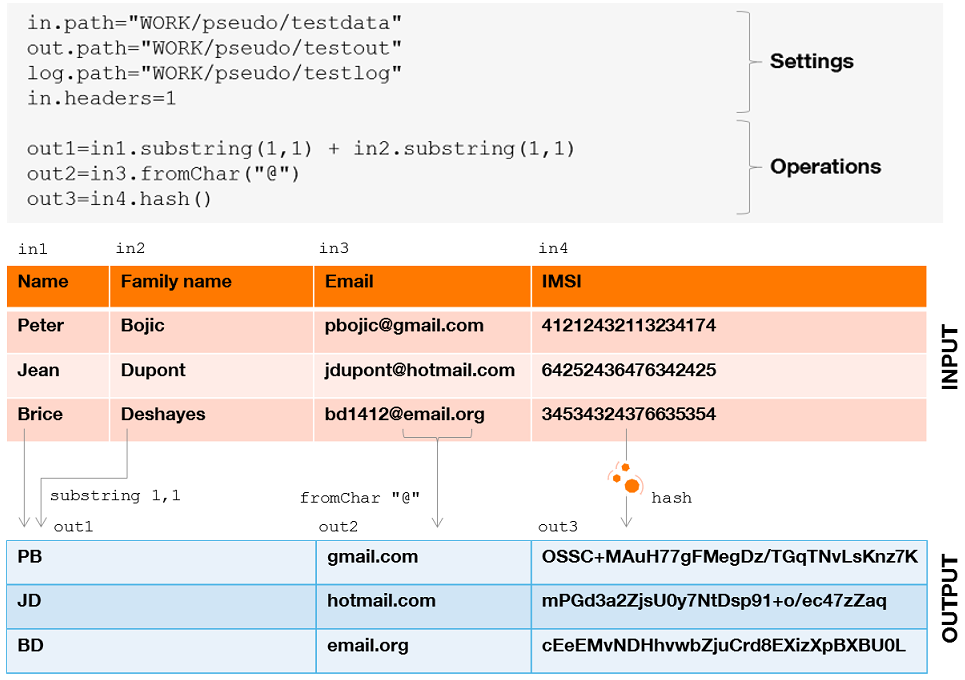 in.path="WORK/pseudo/testdata"
out.path="WORK/pseudo/testout"
log.path="WORK/pseudo/testlog"
in.headers=1
Settings
out1=in1.substring(1,1) + in2.substring(1,1)
out2=in3.fromChar("@")
out3=in4.hash()
Operations
in1 in2 in3 in4
Name Family name Email IMSI
Peter Bojic pbojic@gmail.com 41212432113234174
Jean Dupont jdupont@hotmail.com 64252436476342425
Brice Deshayes bd1412@email.org 34534324376635354
INPUT
substring 1,1 fromChar "@" hash
out1 out2 out3
PB gmail.com OSSC+MAuH77gFMegDz/TGqTNvLsKnz7K
JD hotmail.com mPGd3a2ZjsU0y7NtDsp91+o/ec47zZaq
BD email.org cEeEMvNDHhvwbZjuCrd8EXizXpBXBU0L
OUTPUT